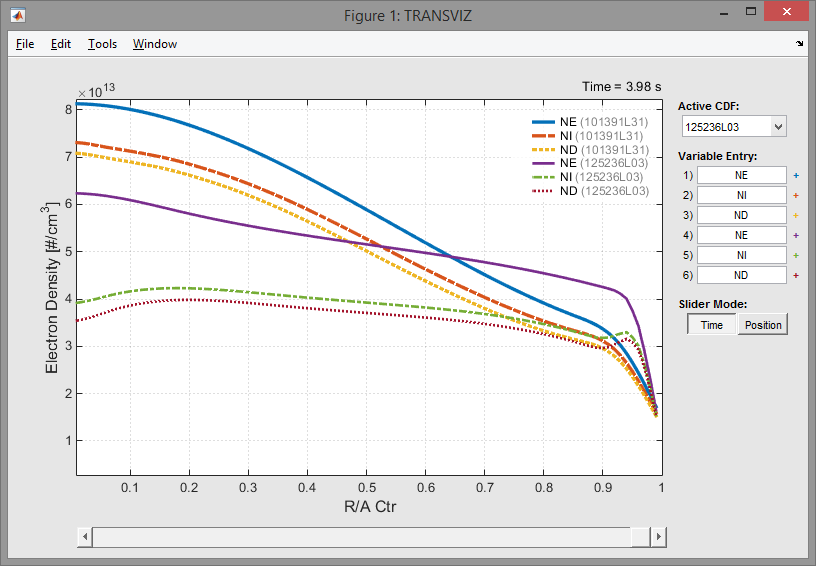 Figure 1: TRANSVIZ
File Edit Tools Window
×10^13
Time = 3.98 s
8
7
6
5
4
3
2
1
Electron Density [#/cm^3]
0.1 0.2 0.3 0.4 0.5 0.6 0.7 0.8 0.9 1
R/A Ctr
NE (101391L31)
NI (101391L31)
ND (101391L31)
NE (125236L03)
NI (125236L03)
ND (125236L03)
Active CDF:
125236L03
Variable Entry:
1) NE +
2) NI +
3) ND +
4) NE +
5) NI +
6) ND +
Slider Mode:
Time Position